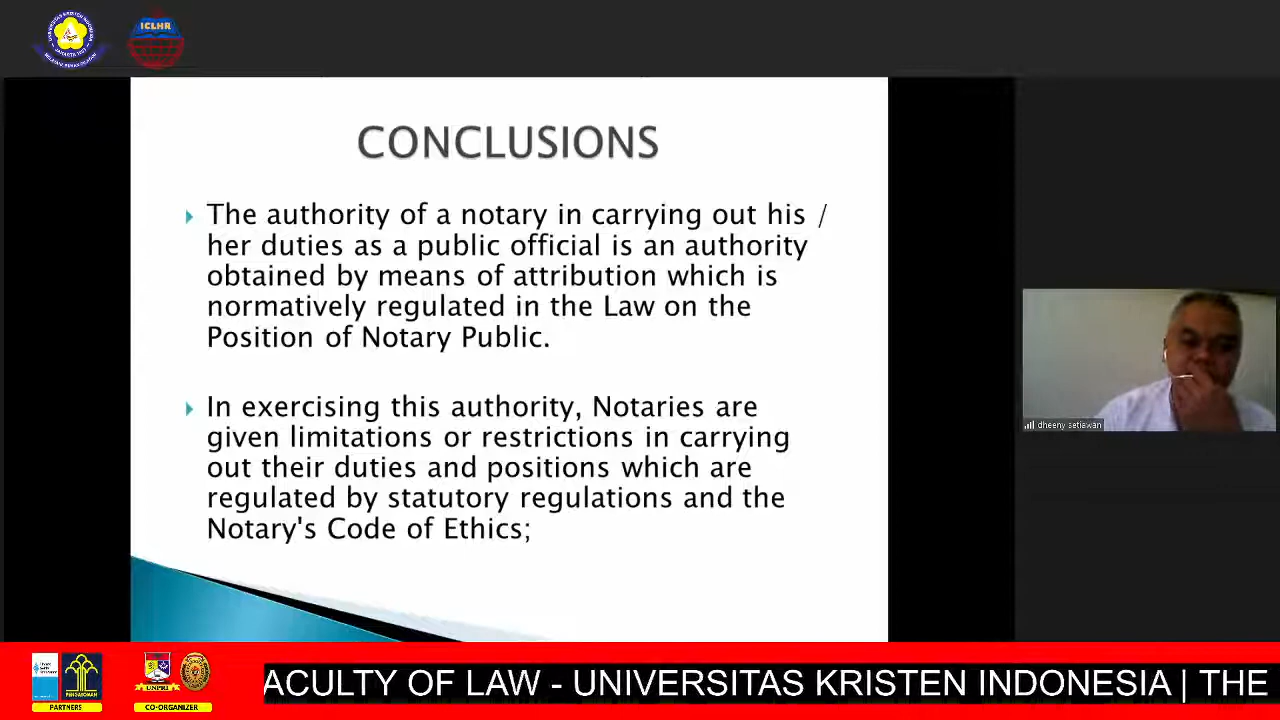 ICLHR
CONCLUSIONS
The authority of a notary in carrying out his /
her duties as a public official is an authority
obtained by means of attribution which is
normatively regulated in the Law on the
Position of Notary Public.
In exercising this authority, Notaries are
given limitations or restrictions in carrying
out their duties and positions which are
regulated by statutory regulations and the
Notary's Code of Ethics;
dheeny setiawan
PENGAYOMAN
UNPRI
PARTNERS
CO-ORGANIZER
ACULTY OF LAW - UNIVERSITAS KRISTEN INDONESIA | THE